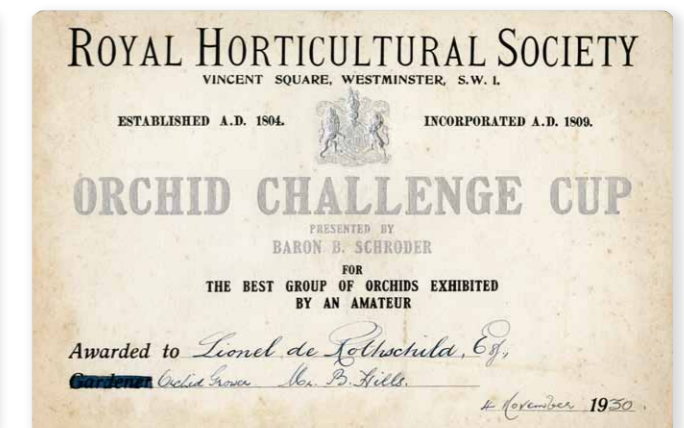 ROYAL HORTICULTURAL SOCIETY
VINCENT SQUARE, WESTMINSTER, S.W. 1.
ESTABLISHED A.D. 1804. INCORPORATED A.D. 1809.
ORCHID CHALLENGE CUP
PRESENTED BY
BARON B. SCHRODER
FOR
THE BEST GROUP OF ORCHIDS EXHIBITED
BY AN AMATEUR
Awarded to Lionel de Rothschild, Esq.,
Gardener Orchid Grower Mr. B. Hills.
4 November 1930.